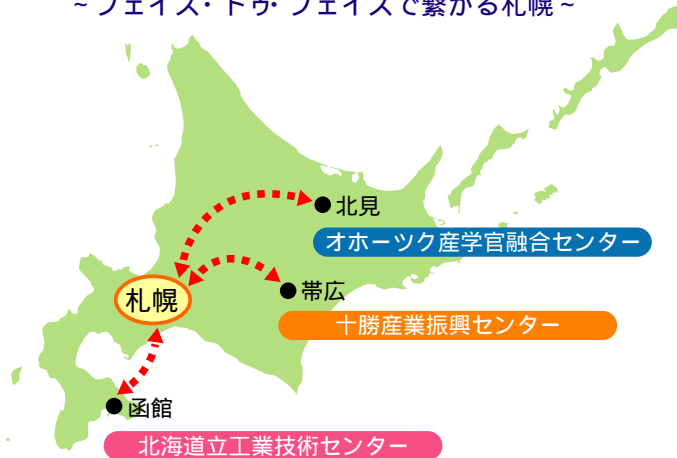 ~フェイス・トゥ・フェイスで繋がる札幌~
北見
オホーツク産学官融合センター
帯広
札幌
十勝産業振興センター
函館
北海道立工業技術センター